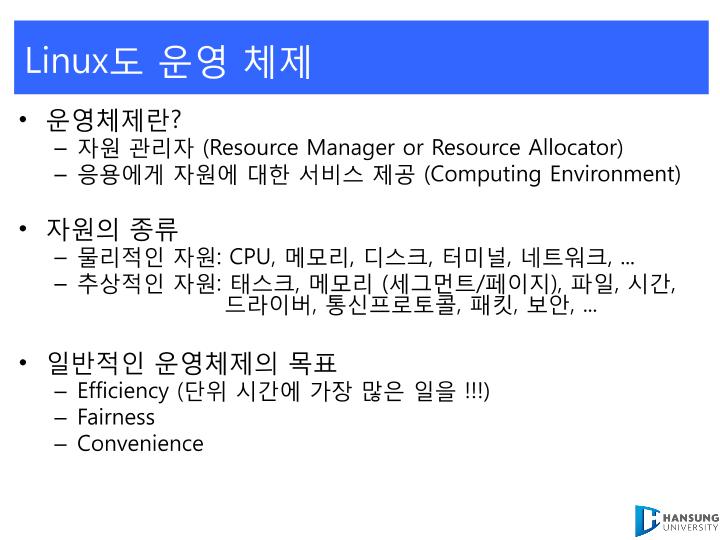 Linux도 운영 체제
• 운영체제란?
– 자원 관리자 (Resource Manager or Resource Allocator)
– 응용에게 자원에 대한 서비스 제공 (Computing Environment)
• 자원의 종류
– 물리적인 자원: CPU, 메모리, 디스크, 터미널, 네트워크, ...
– 추상적인 자원: 태스크, 메모리 (세그먼트/페이지), 파일, 시간,
드라이버, 통신프로토콜, 패킷, 보안, ...
• 일반적인 운영체제의 목표
– Efficiency (단위 시간에 가장 많은 일을 !!!)
– Fairness
– Convenience
HANSUNG
UNIVERSITY